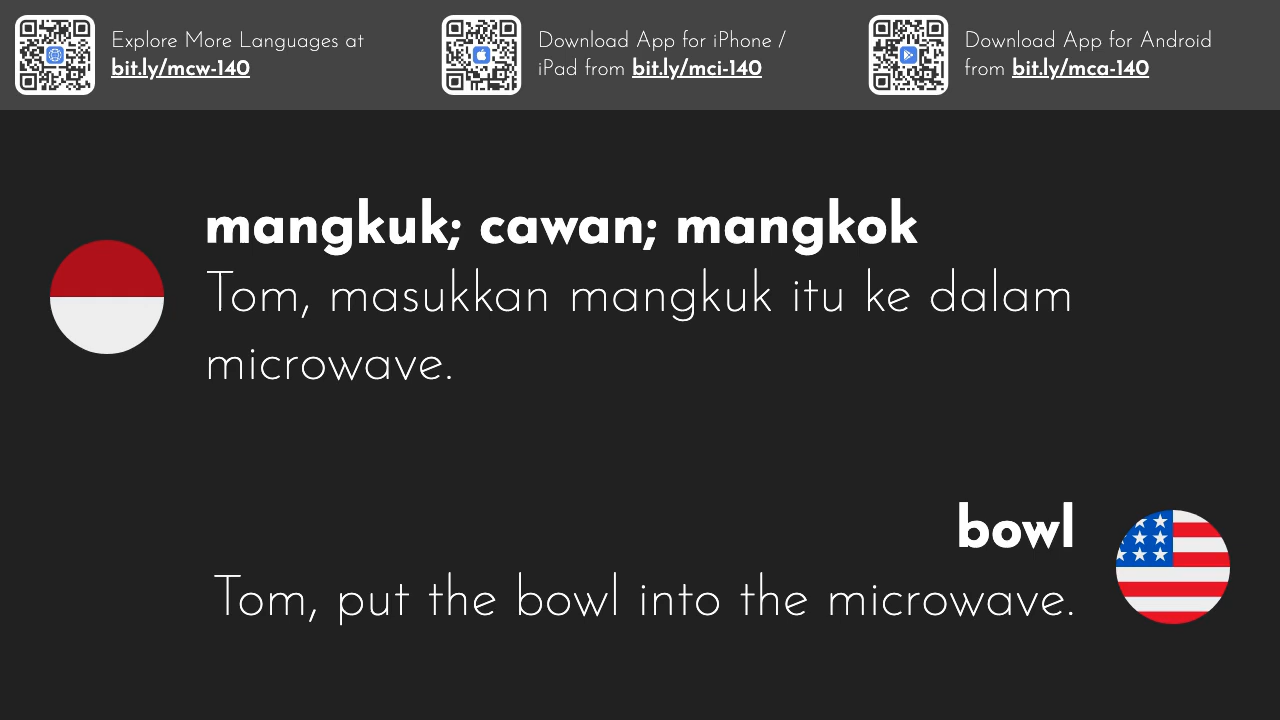 Explore More Languages at
bit.ly/mcw-140
Download App for iPhone /
iPad from bit.ly/mci-140
Download App for Android
from bit.ly/mca-140
mangkuk; cawan; mangkok
Tom, masukkan mangkuk itu ke dalam
microwave.
bowl
Tom, put the bowl into the microwave.